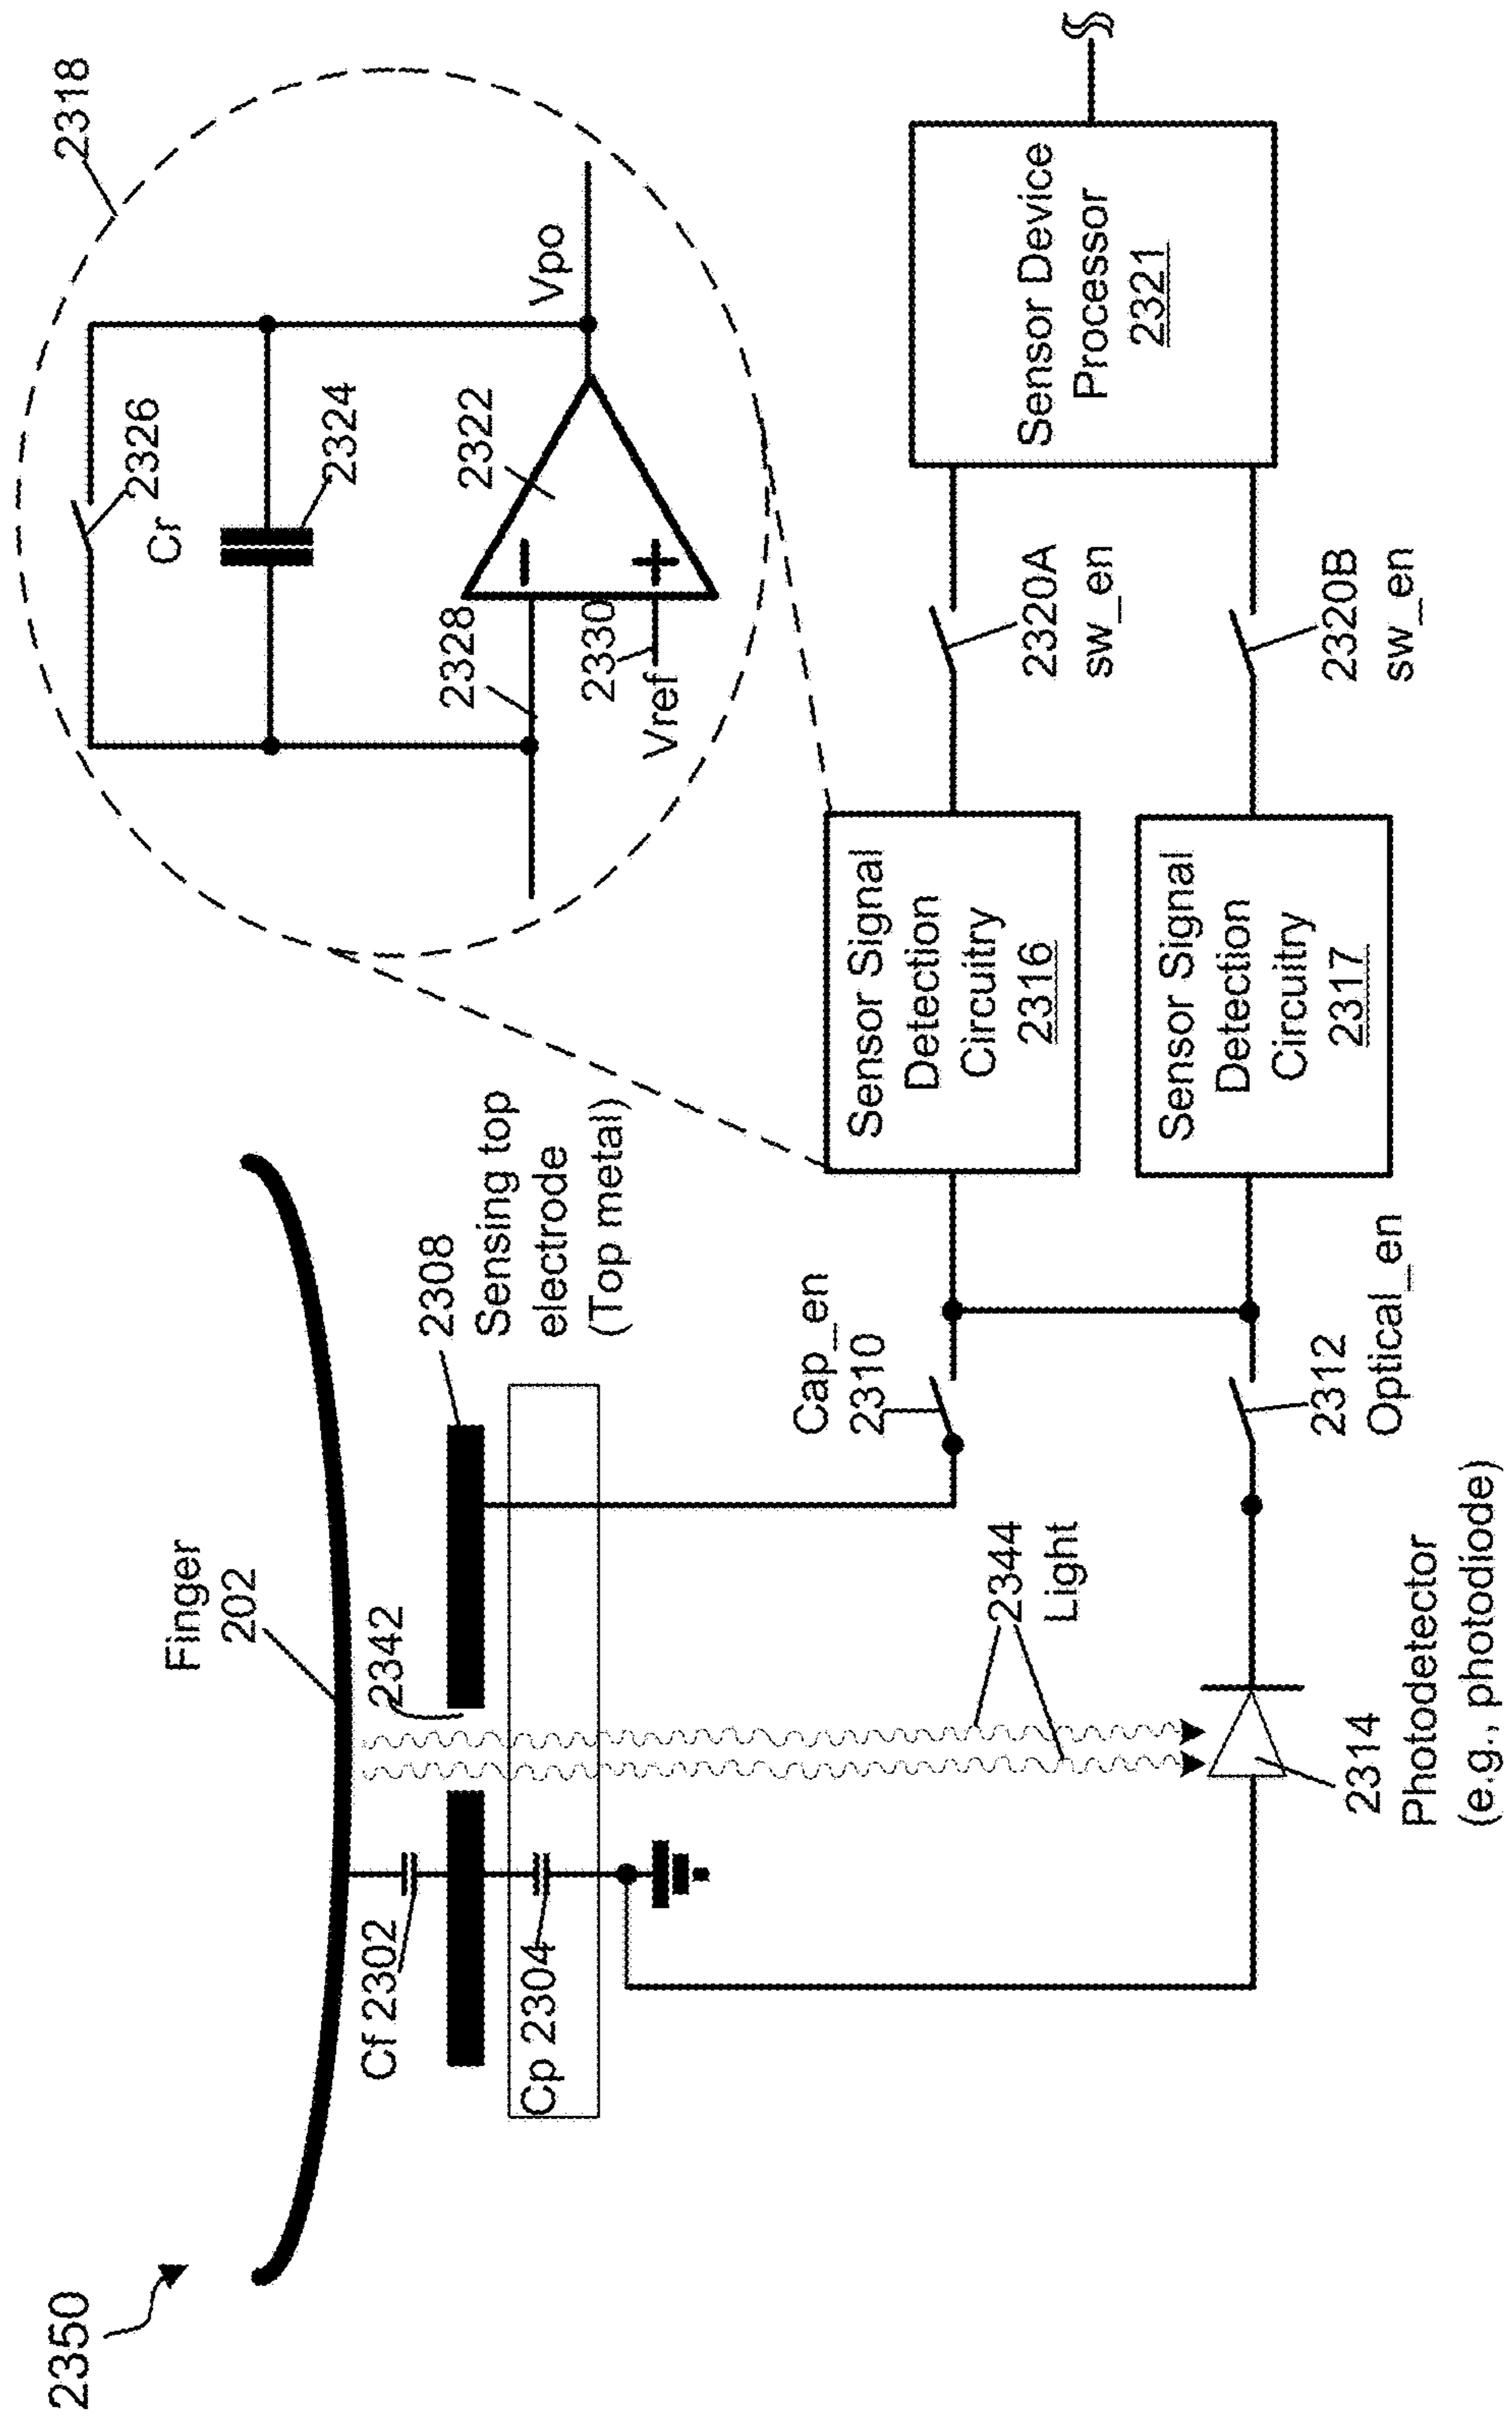 2350
Finger
202
2342
Cf 2302
Cp 2304
2308
Sensing top
electrode
(Top metal)
2344
Light
2314
Photodetector
(e.g., photodiode)
Cap_en
2310
2312
Optical_en
Sensor Signal
Detection
Circuitry
2316
Sensor Signal
Detection
Circuitry
2317
2318
2326
Cr
2324
2322
2328
2330
Vref
Vpo
−
+
2320A
sw_en
2320B
sw_en
Sensor Device
Processor
2321